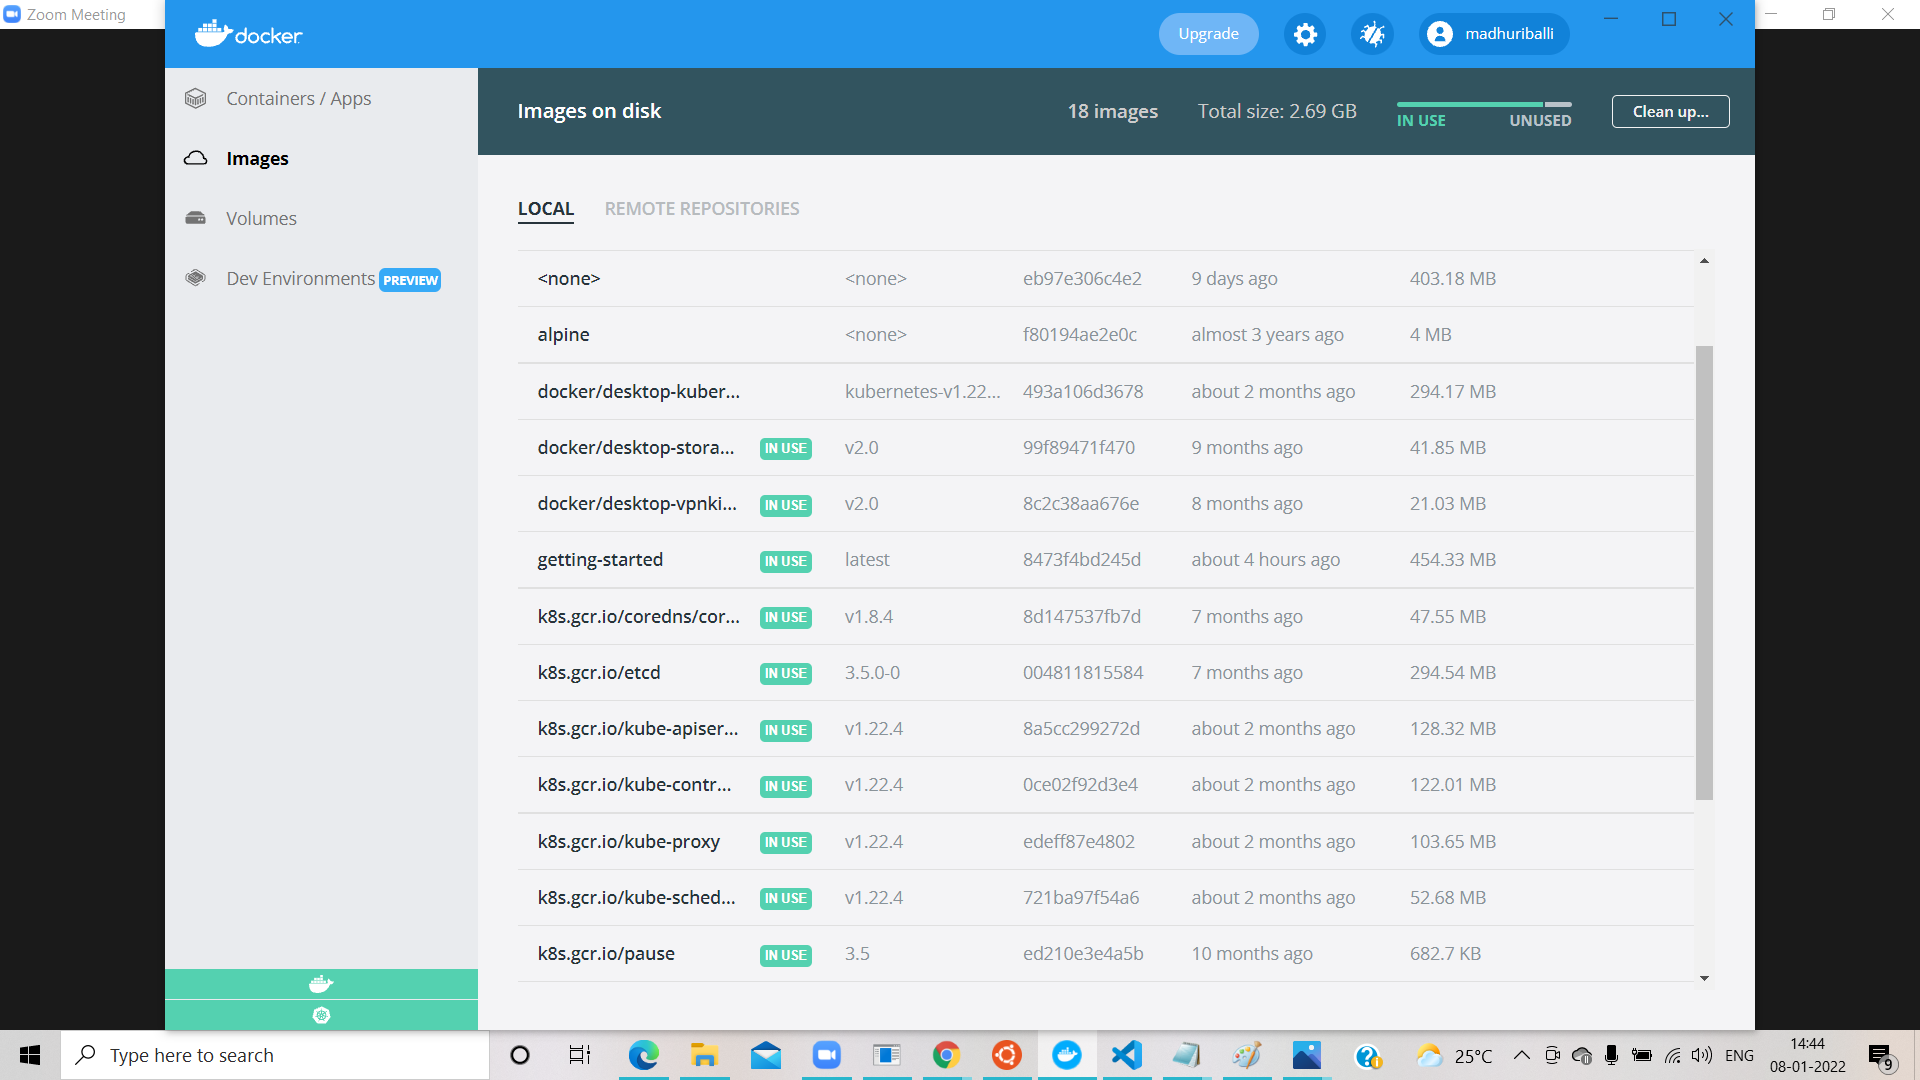 Zoom Meeting
docker
Upgrade
madhuriballi
Containers / Apps
Images
Volumes
Dev Environments PREVIEW
Images on disk
18 images
Total size: 2.69 GB
IN USE UNUSED
Clean up...
LOCAL REMOTE REPOSITORIES
<none> <none> eb97e306c4e2 9 days ago 403.18 MB
alpine <none> f80194ae2e0c almost 3 years ago 4 MB
docker/desktop-kuber... kubernetes-v1.22... 493a106d3678 about 2 months ago 294.17 MB
docker/desktop-stora... IN USE v2.0 99f89471f470 9 months ago 41.85 MB
docker/desktop-vpnki... IN USE v2.0 8c2c38aa676e 8 months ago 21.03 MB
getting-started IN USE latest 8473f4bd245d about 4 hours ago 454.33 MB
k8s.gcr.io/coredns/cor... IN USE v1.8.4 8d147537fb7d 7 months ago 47.55 MB
k8s.gcr.io/etcd IN USE 3.5.0-0 004811815584 7 months ago 294.54 MB
k8s.gcr.io/kube-apiser... IN USE v1.22.4 8a5cc299272d about 2 months ago 128.32 MB
k8s.gcr.io/kube-contr... IN USE v1.22.4 0ce02f92d3e4 about 2 months ago 122.01 MB
k8s.gcr.io/kube-proxy IN USE v1.22.4 edeff87e4802 about 2 months ago 103.65 MB
k8s.gcr.io/kube-sched... IN USE v1.22.4 721ba97f54a6 about 2 months ago 52.68 MB
k8s.gcr.io/pause IN USE 3.5 ed210e3e4a5b 10 months ago 682.7 KB
Type here to search
25°C
ENG
14:44
08-01-2022
9